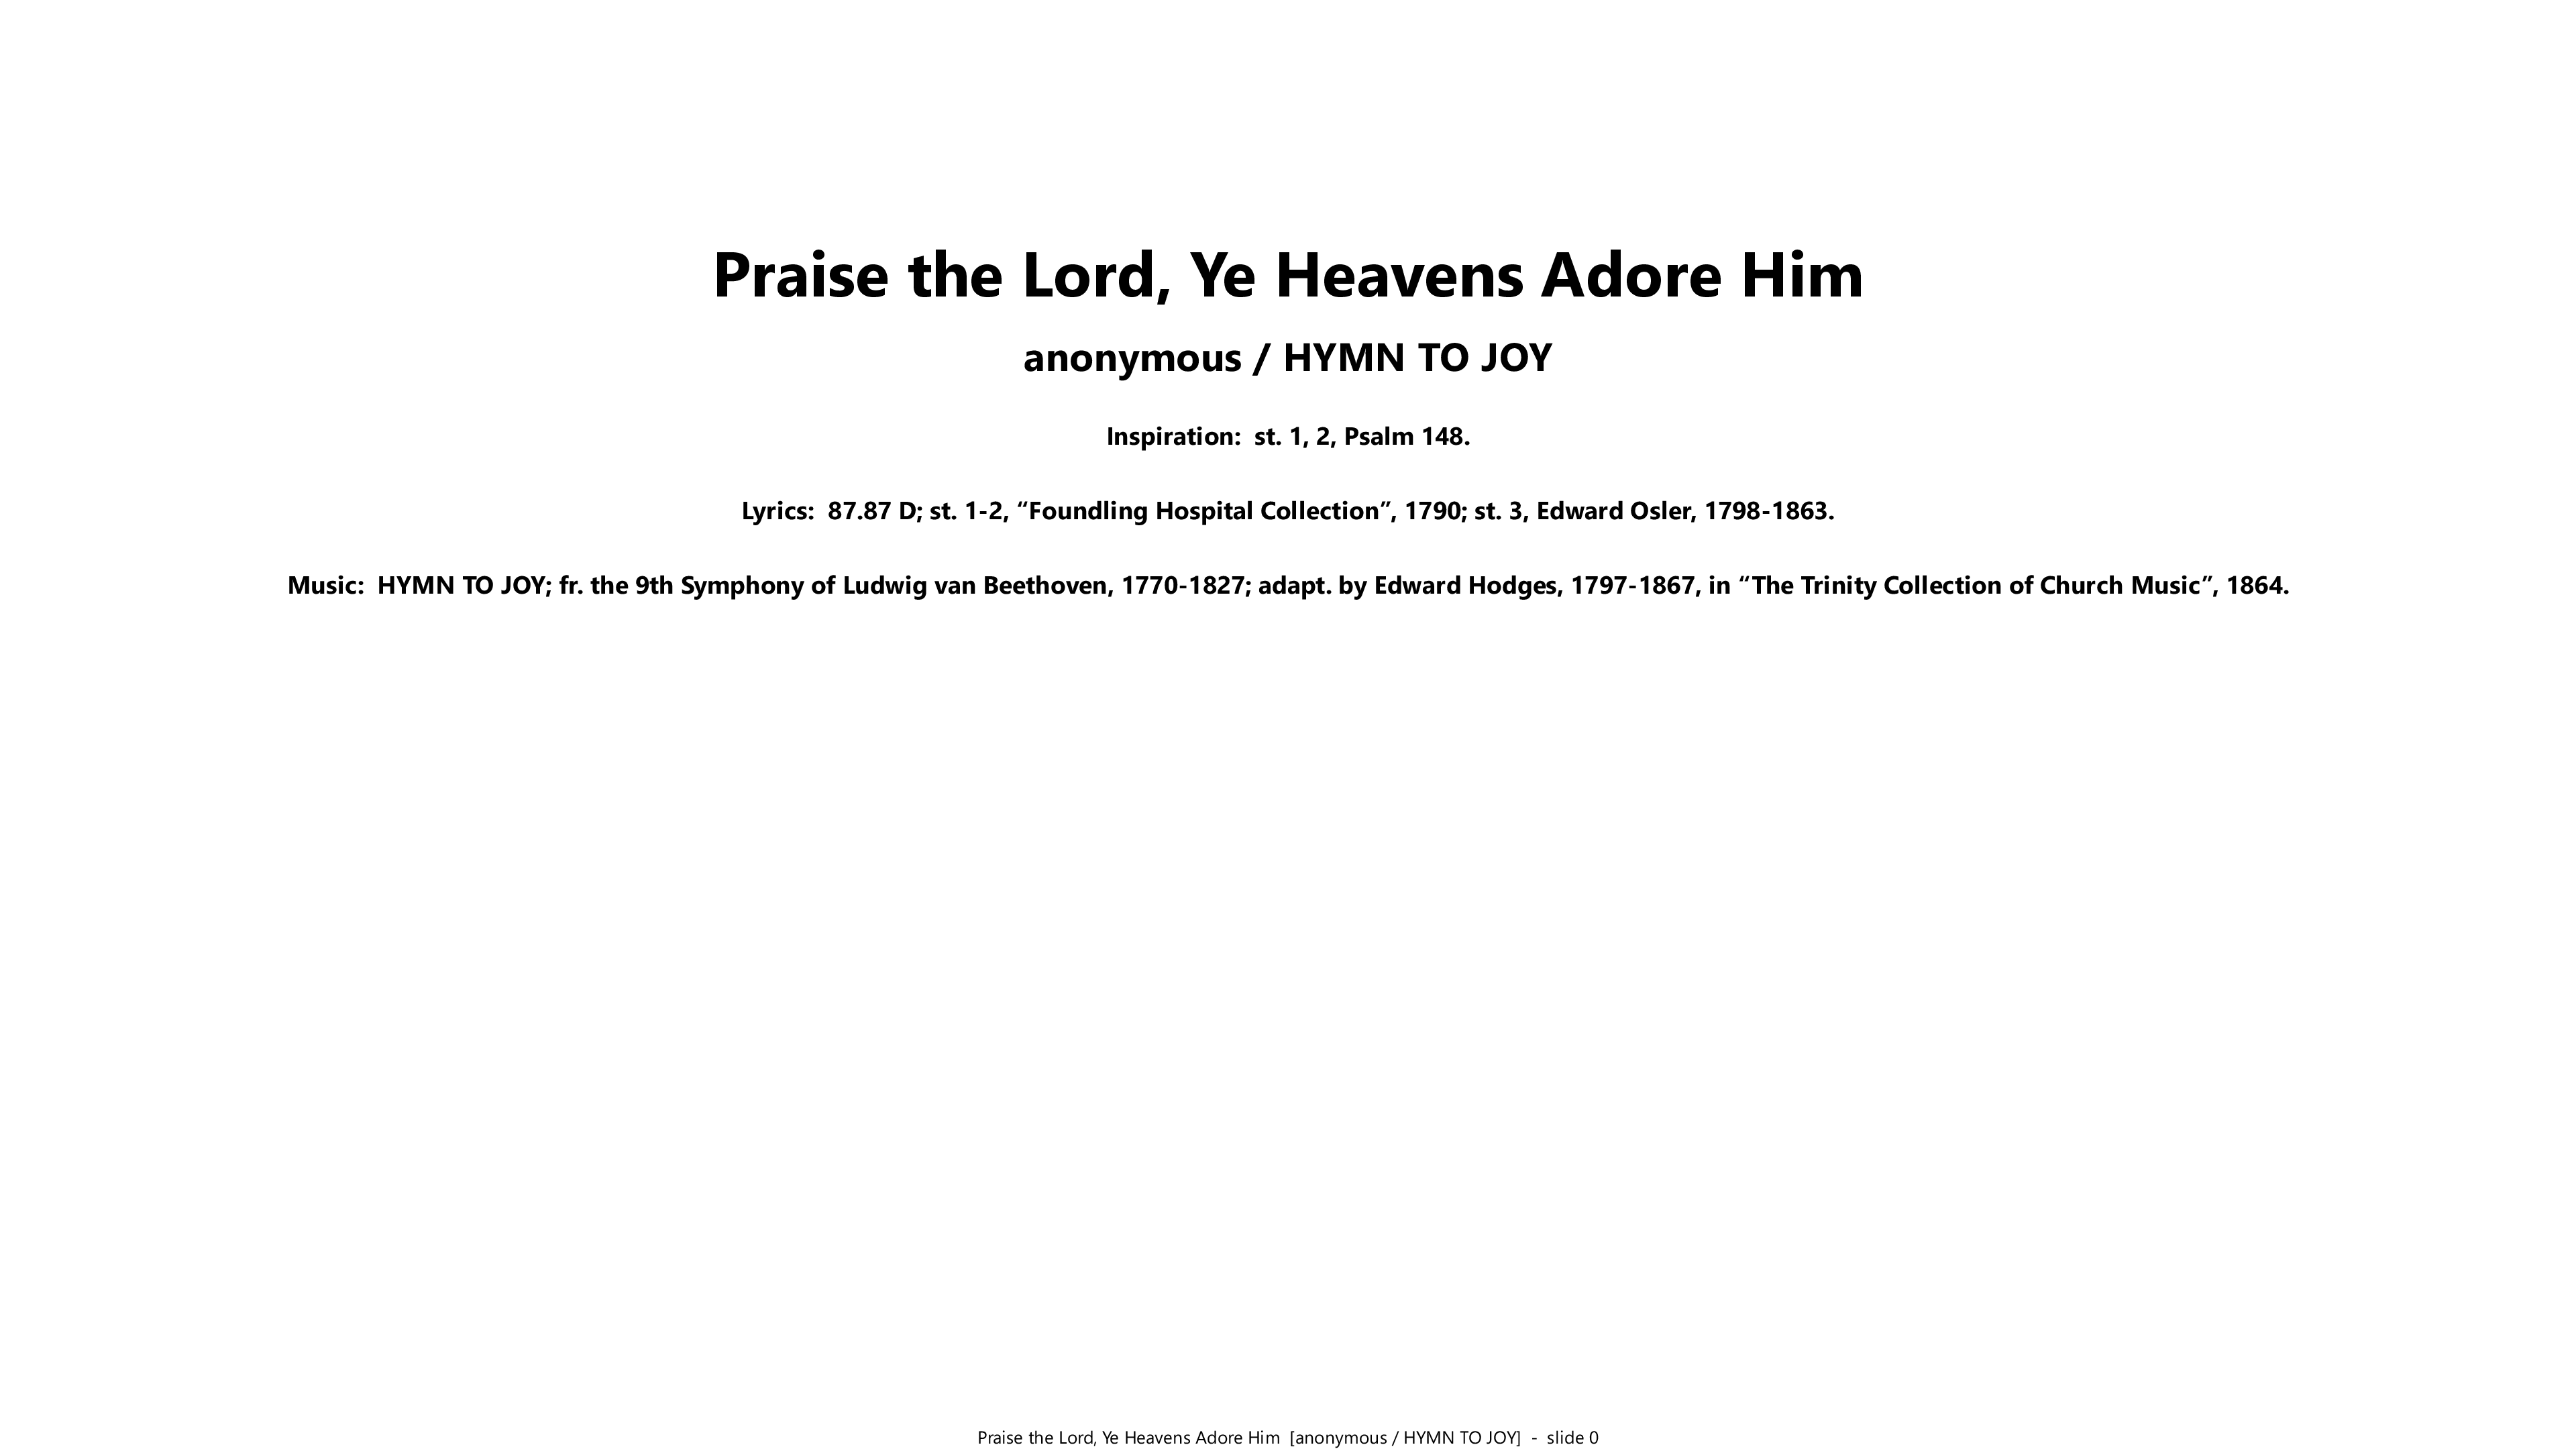 Praise the Lord, Ye Heavens Adore Him
anonymous / HYMN TO JOY
Inspiration:  st. 1, 2, Psalm 148.
Lyrics:  87.87 D; st. 1-2, “Foundling Hospital Collection”, 1790; st. 3, Edward Osler, 1798-1863.
Music:  HYMN TO JOY; fr. the 9th Symphony of Ludwig van Beethoven, 1770-1827; adapt. by Edward Hodges, 1797-1867, in “The Trinity Collection of Church Music”, 1864.
Praise the Lord, Ye Heavens Adore Him  [anonymous / HYMN TO JOY]  -  slide 0